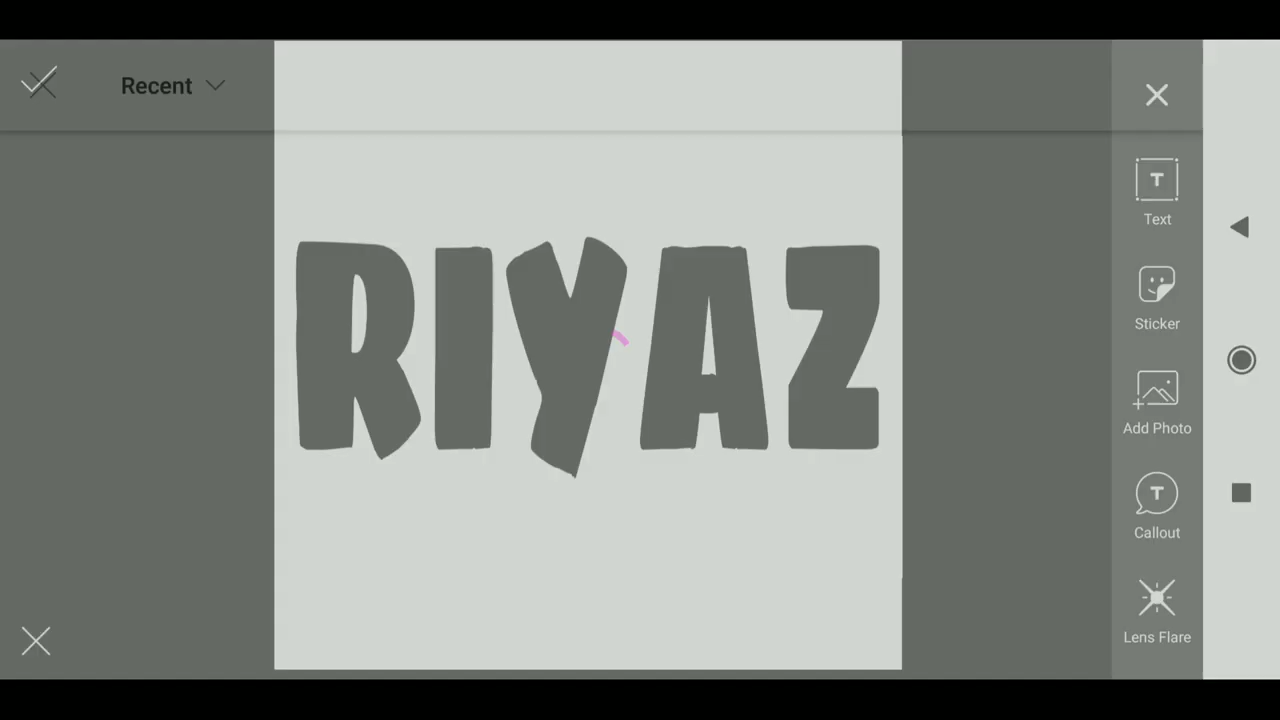 Recent
RIYAZ
Text
Sticker
Add Photo
Callout
Lens Flare